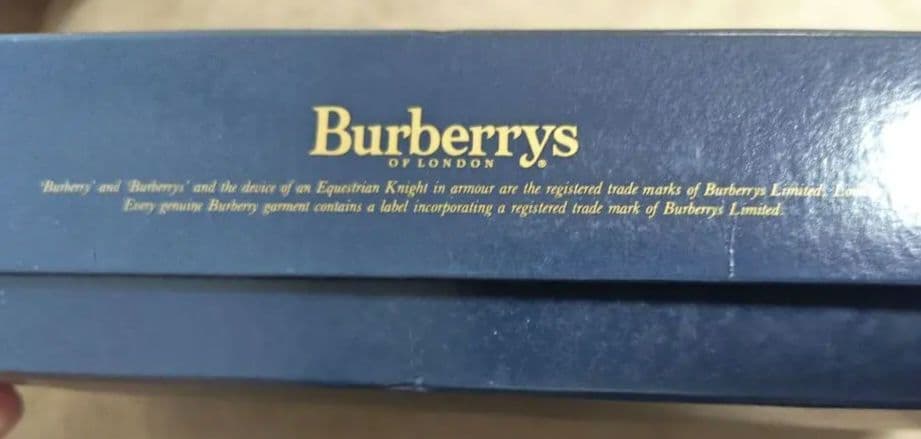 Burberrys
OF LONDON ®
'Burberry' and 'Burberrys' and the device of an Equestrian Knight in armour are the registered trade marks of Burberrys Limited,
Every genuine Burberry garment contains a label incorporating a registered trade mark of Burberrys Limited.